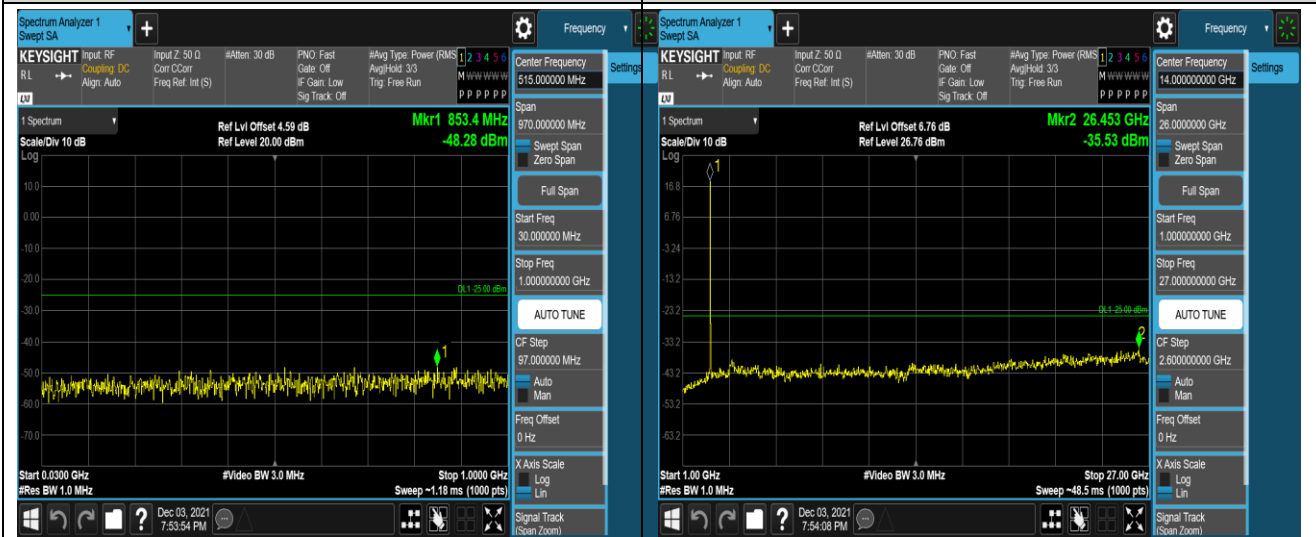 Spectrum Analyzer 1
Swept SA
+
Frequency
KEYSIGHT
RL
LXI
Input: RF
Coupling: DC
Align: Auto
Input Z: 50 Ω
Corr CCorr
Freq Ref: Int (S)
#Atten: 30 dB
PNO: Fast
Gate: Off
IF Gain: Low
Sig Track: Off
#Avg Type: Power (RMS
Avg|Hold: 3/3
Trig: Free Run
1 2 3 4 5 6
M W W W W W
P P P P P P
Center Frequency
515.000000 MHz
Settings
Span
970.000000 MHz
Swept Span
Zero Span
Full Span
Start Freq
30.000000 MHz
Stop Freq
1.000000000 GHz
AUTO TUNE
CF Step
97.000000 MHz
Auto
Man
Freq Offset
0 Hz
X Axis Scale
Log
Lin
Signal Track
(Span Zoom)
1 Spectrum
Scale/Div 10 dB
Log
Ref Lvl Offset 4.59 dB
Ref Level 20.00 dBm
Mkr1 853.4 MHz
-48.28 dBm
10.0
0.00
-10.0
-20.0
DL1 -25.00 dBm
-30.0
-40.0
1
-50.0
-60.0
-70.0
Start 0.0300 GHz
#Res BW 1.0 MHz
#Video BW 3.0 MHz
Stop 1.0000 GHz
Sweep ~1.18 ms (1000 pts)
?
Dec 03, 2021
7:53:54 PM
Spectrum Analyzer 1
Swept SA
+
Frequency
KEYSIGHT
RL
LXI
Input: RF
Coupling: DC
Align: Auto
Input Z: 50 Ω
Corr CCorr
Freq Ref: Int (S)
#Atten: 30 dB
PNO: Fast
Gate: Off
IF Gain: Low
Sig Track: Off
#Avg Type: Power (RMS
Avg|Hold: 3/3
Trig: Free Run
1 2 3 4 5 6
M W W W W W
P P P P P P
Center Frequency
14.000000000 GHz
Settings
Span
26.0000000 GHz
Swept Span
Zero Span
Full Span
Start Freq
1.000000000 GHz
Stop Freq
27.000000000 GHz
AUTO TUNE
CF Step
2.600000000 GHz
Auto
Man
Freq Offset
0 Hz
X Axis Scale
Log
Lin
Signal Track
(Span Zoom)
1 Spectrum
Scale/Div 10 dB
Log
Ref Lvl Offset 6.76 dB
Ref Level 26.76 dBm
Mkr2 26.453 GHz
-35.53 dBm
1
16.8
6.76
-3.24
-13.2
DL1 -25.00 dBm
-23.2
2
-33.2
-43.2
-53.2
-63.2
Start 1.00 GHz
#Res BW 1.0 MHz
#Video BW 3.0 MHz
Stop 27.00 GHz
Sweep ~48.5 ms (1000 pts)
?
Dec 03, 2021
7:54:08 PM